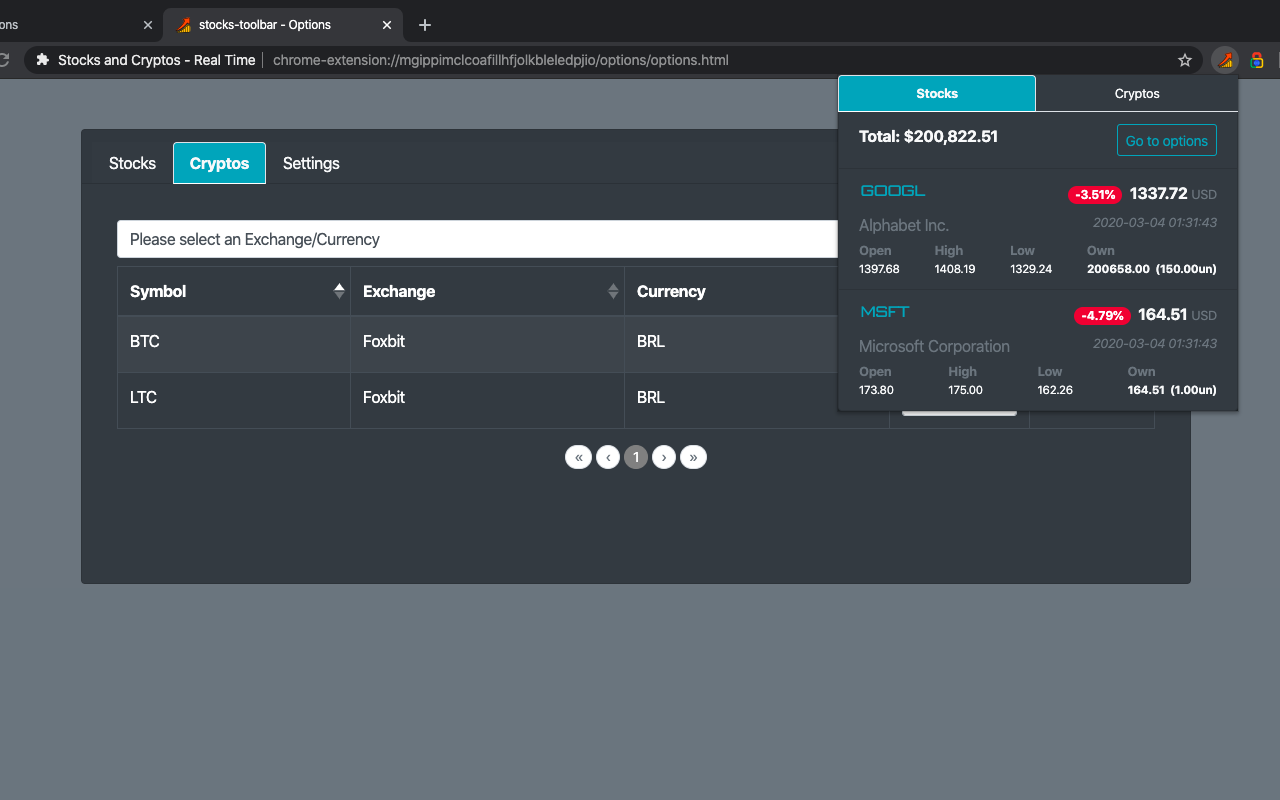 ons
stocks-toolbar - Options
Stocks and Cryptos - Real Time
chrome-extension://mgippimclcoafillhfjolkbleledpjio/options/options.html
Stocks Cryptos Settings
Please select an Exchange/Currency
Symbol Exchange Currency
BTC Foxbit BRL
LTC Foxbit BRL
« ‹ 1 › »
Stocks Cryptos
Total: $200,822.51 Go to options
GOOGL -3.51% 1337.72 USD
Alphabet Inc. 2020-03-04 01:31:43
Open High Low Own
1397.68 1408.19 1329.24 200658.00 (150.00un)
MSFT -4.79% 164.51 USD
Microsoft Corporation 2020-03-04 01:31:43
Open High Low Own
173.80 175.00 162.26 164.51 (1.00un)